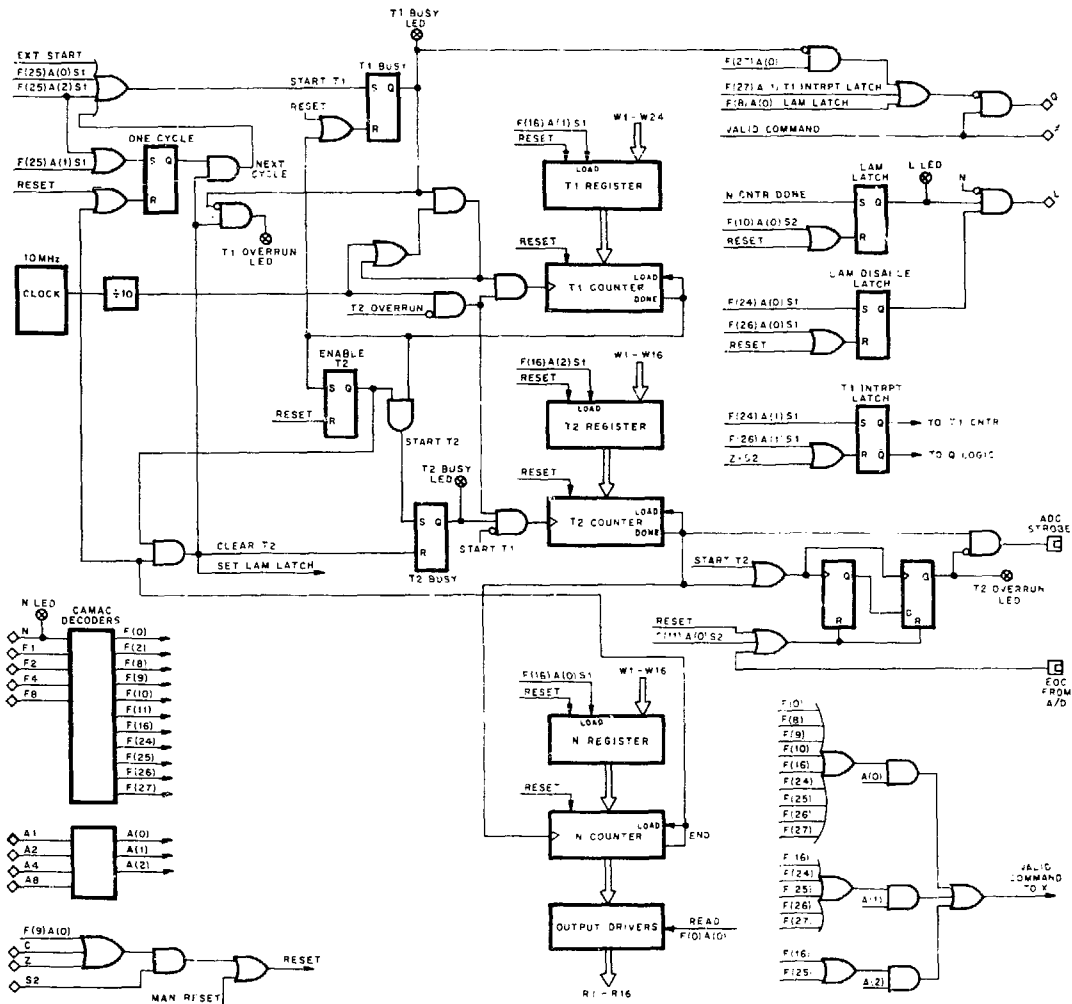 T1 BUSY
LED
EXT START
F(25)A(0)S1
F(25)A(2)S1
START T1
T1 BUSY
S Q
R
RESET
ONE CYCLE
S Q
R
F(25)A(1)S1
RESET
NEXT
CYCLE
T1 OVERRUN
LED
10MHz
CLOCK
÷10
T2 OVERRUN
F(16)A(1)S1
RESET
W1-W24
LOAD
T1 REGISTER
RESET
LOAD
T1 COUNTER
DONE
F(27)A(0)
T1 INTRPT LATCH
F(8)A(0) LAM LATCH
VALID COMMAND
Q
LAM
LATCH
L LED
N CNTR DONE
S Q
R
N
L
F(10)A(0)S2
RESET
LAM DISABLE
LATCH
F(24)A(0)S1
S Q
R
F(26)A(0)S1
RESET
ENABLE
T2
S Q
R
RESET
START T2
F(16)A(2)S1
RESET
W1-W16
LOAD
T2 REGISTER
T1 INTRPT
LATCH
F(24)A(1)S1
S Q
TO T1 CNTR
F(26)A(1)S1
R Q
TO Q LOGIC
Z·S2
T2 BUSY
LED
S Q
R
T2 BUSY
START T1
RESET
LOAD
T2 COUNTER
DONE
CLEAR T2
SET LAM LATCH
ADC
STROBE
START T2
Q
Q
C
R
R
T2 OVERRUN
LED
RESET
F(11)A(0)S2
EOC
FROM
A/D
N LED
CAMAC
DECODERS
N
F1
F2
F4
F8
F(0)
F(2)
F(8)
F(9)
F(10)
F(11)
F(16)
F(24)
F(25)
F(26)
F(27)
F(16)A(0)S1
RESET
W1-W16
LOAD
N REGISTER
RESET
LOAD
N COUNTER
END
OUTPUT DRIVERS
READ
F(0)A(0)
R1-R16
A1
A2
A4
A8
A(0)
A(1)
A(2)
F(9)A(0)
C
Z
S2
MAN RESET
RESET
F(0)
F(8)
F(9)
F(10)
F(16)
F(24)
F(25)
F(26)
F(27)
A(0)
F(16)
F(24)
F(25)
F(26)
F(27)
A(1)
F(16)
F(25)
A(2)
VALID
COMMAND
TO X